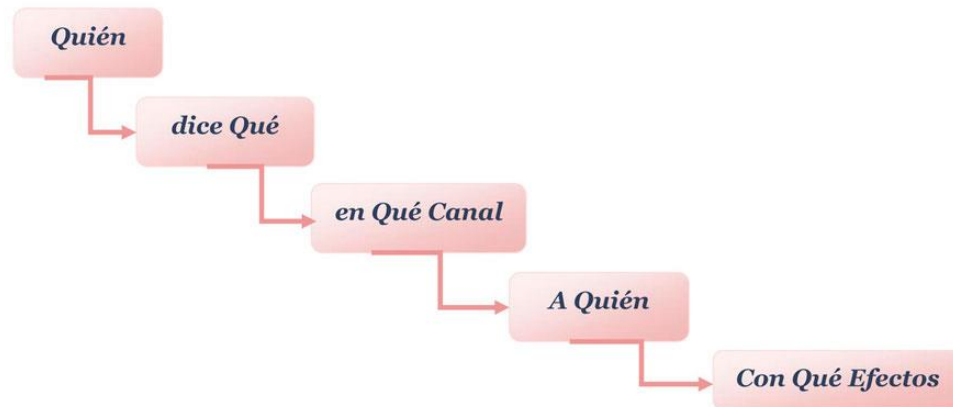 Quién
dice Qué
en Qué Canal
A Quién
Con Qué Efectos